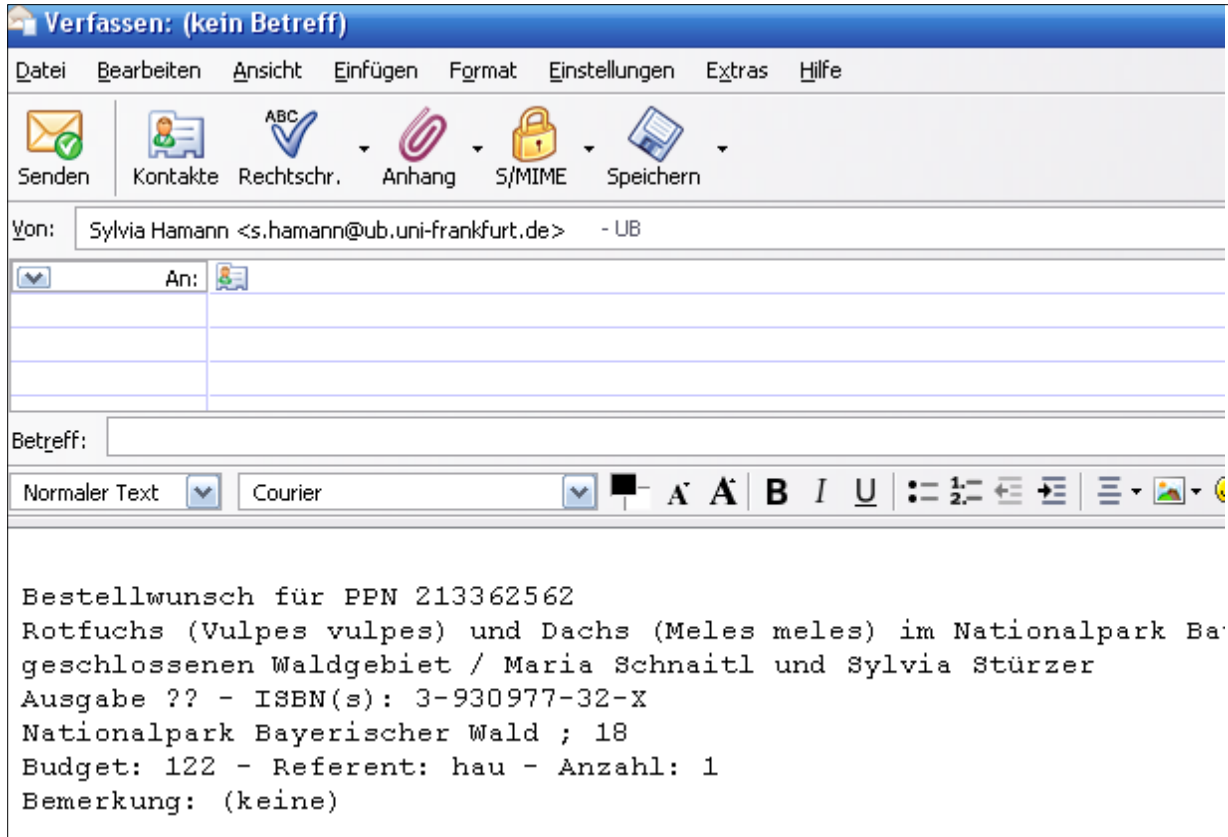 Verfassen: (kein Betreff)
Datei Bearbeiten Ansicht Einfügen Format Einstellungen Extras Hilfe
ABC
Senden Kontakte Rechtschr. Anhang S/MIME Speichern
Von: Sylvia Hamann <s.hamann@ub.uni-frankfurt.de> - UB
An:
Betreff:
Normaler Text Courier A A B I U
Bestellwunsch für PPN 213362562
Rotfuchs (Vulpes vulpes) und Dachs (Meles meles) im Nationalpark
geschlossenen Waldgebiet / Maria Schnaitl und Sylvia Stürzer
Ausgabe ?? - ISBN(s): 3-930977-32-X
Nationalpark Bayerischer Wald ; 18
Budget: 122 - Referent: hau - Anzahl: 1
Bemerkung: (keine)